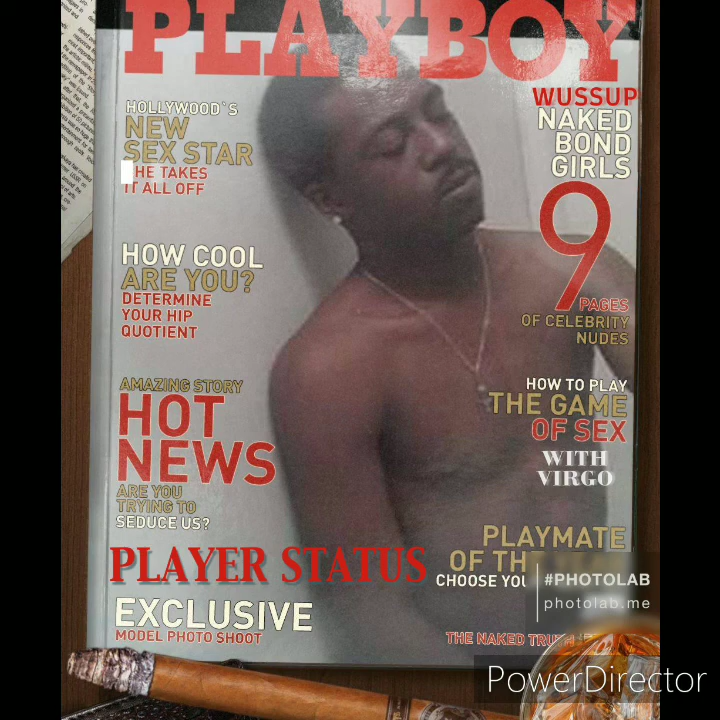 PLAYBOY
HOLLYWOOD`S
NEW
SEX STAR
HE TAKES
IT ALL OFF
HOW COOL
ARE YOU?
DETERMINE
YOUR HIP
QUOTIENT
AMAZING STORY
HOT
NEWS
ARE YOU
TRYING TO
SEDUCE US?
PLAYER STATUS
EXCLUSIVE
MODEL PHOTO SHOOT
WUSSUP
NAKED
BOND
GIRLS
9
PAGES
OF CELEBRITY
NUDES
HOW TO PLAY
THE GAME
OF SEX
WITH
VIRGO
PLAYMATE
OF
CHOOSE
THE NAKED TRUTH
#PHOTOLAB
photolab.me
PowerDirector